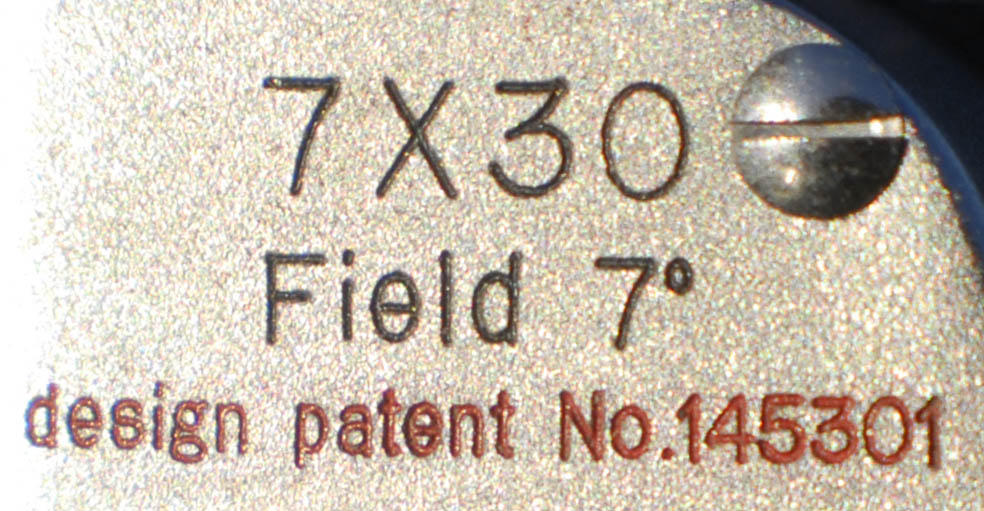 7X30
Field 7°
design patent No.145301